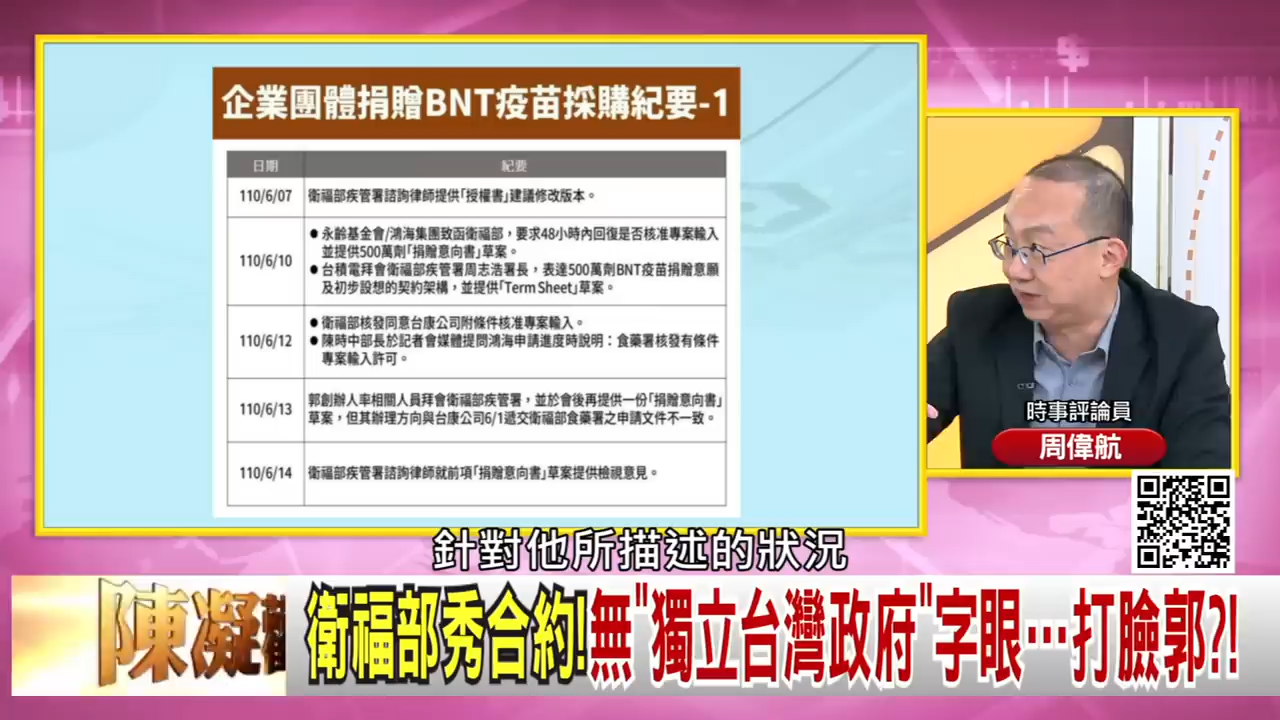 企業團體捐贈BNT疫苗採購紀要-1
日期 紀要
110/6/07 衛福部疾管署諮詢律師提供「授權書」建議修改版本。
110/6/10
●永齡基金會/鴻海集團致函衛福部，要求48小時內回復是否核准專案輸入
並提供500萬劑「捐贈意向書」草案。
●台積電拜會衛福部疾管署周志浩署長，表達500萬劑BNT疫苗捐贈意願
及初步設想的契約架構，並提供「Term Sheet」草案。
110/6/12
●衛福部核發同意台康公司附條件核准專案輸入。
●陳時中部長於記者會媒體提問鴻海申請進度時說明：食藥署核發有條件
專案輸入許可。
110/6/13
郭創辦人率相關人員拜會衛福部疾管署，並於會後再提供一份「捐贈意向書」
草案，但其辦理方向與台康公司6/1遞交衛福部食藥署之申請文件不一致。
110/6/14 衛福部疾管署諮詢律師就前項「捐贈意向書」草案提供檢視意見。
時事評論員
周偉航
針對他所描述的狀況
陳凝觀
衛福部秀合約!無"獨立台灣政府"字眼…打臉郭?!